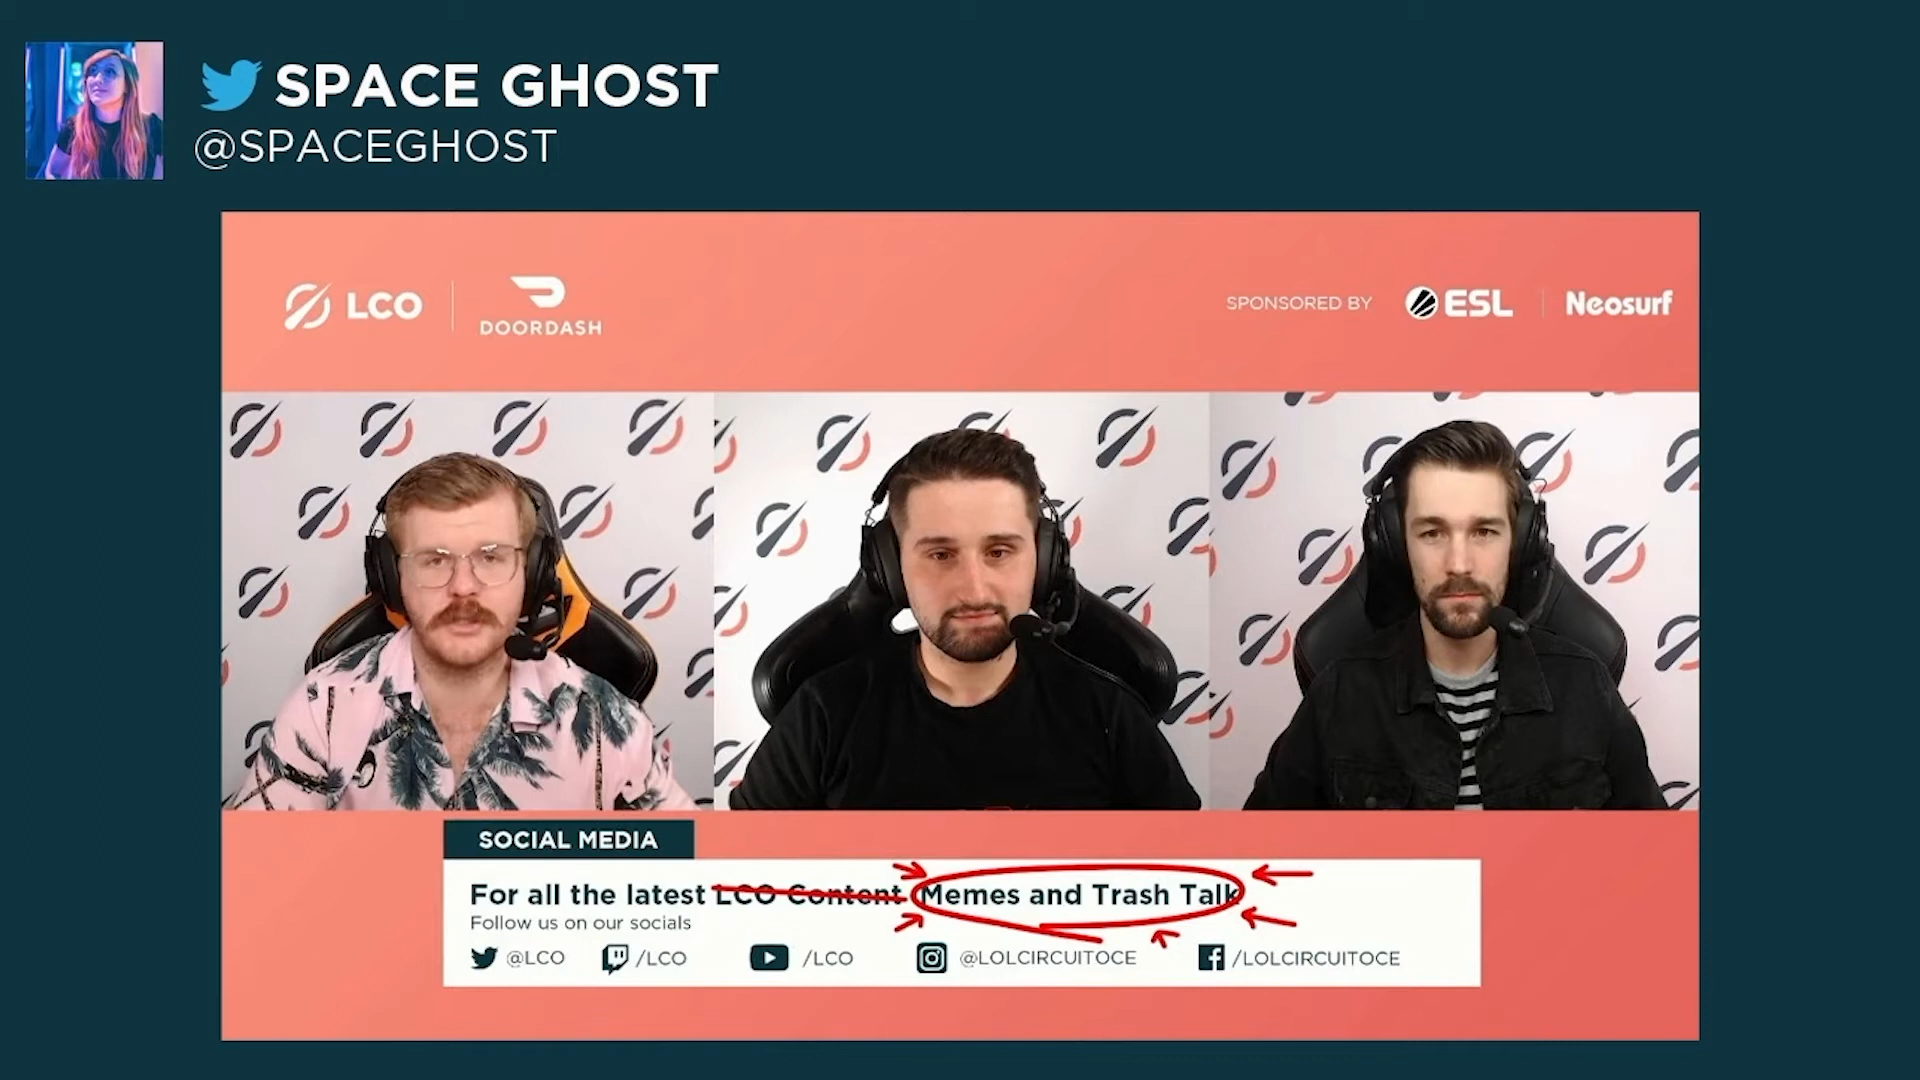 SPACE GHOST
@SPACEGHOST
LCO
DOORDASH
SPONSORED BY
ESL
Neosurf
SOCIAL MEDIA
For all the latest LCO Content Memes and Trash Talk
Follow us on our socials
@LCO
/LCO
/LCO
@LOLCIRCUITOCE
/LOLCIRCUITOCE